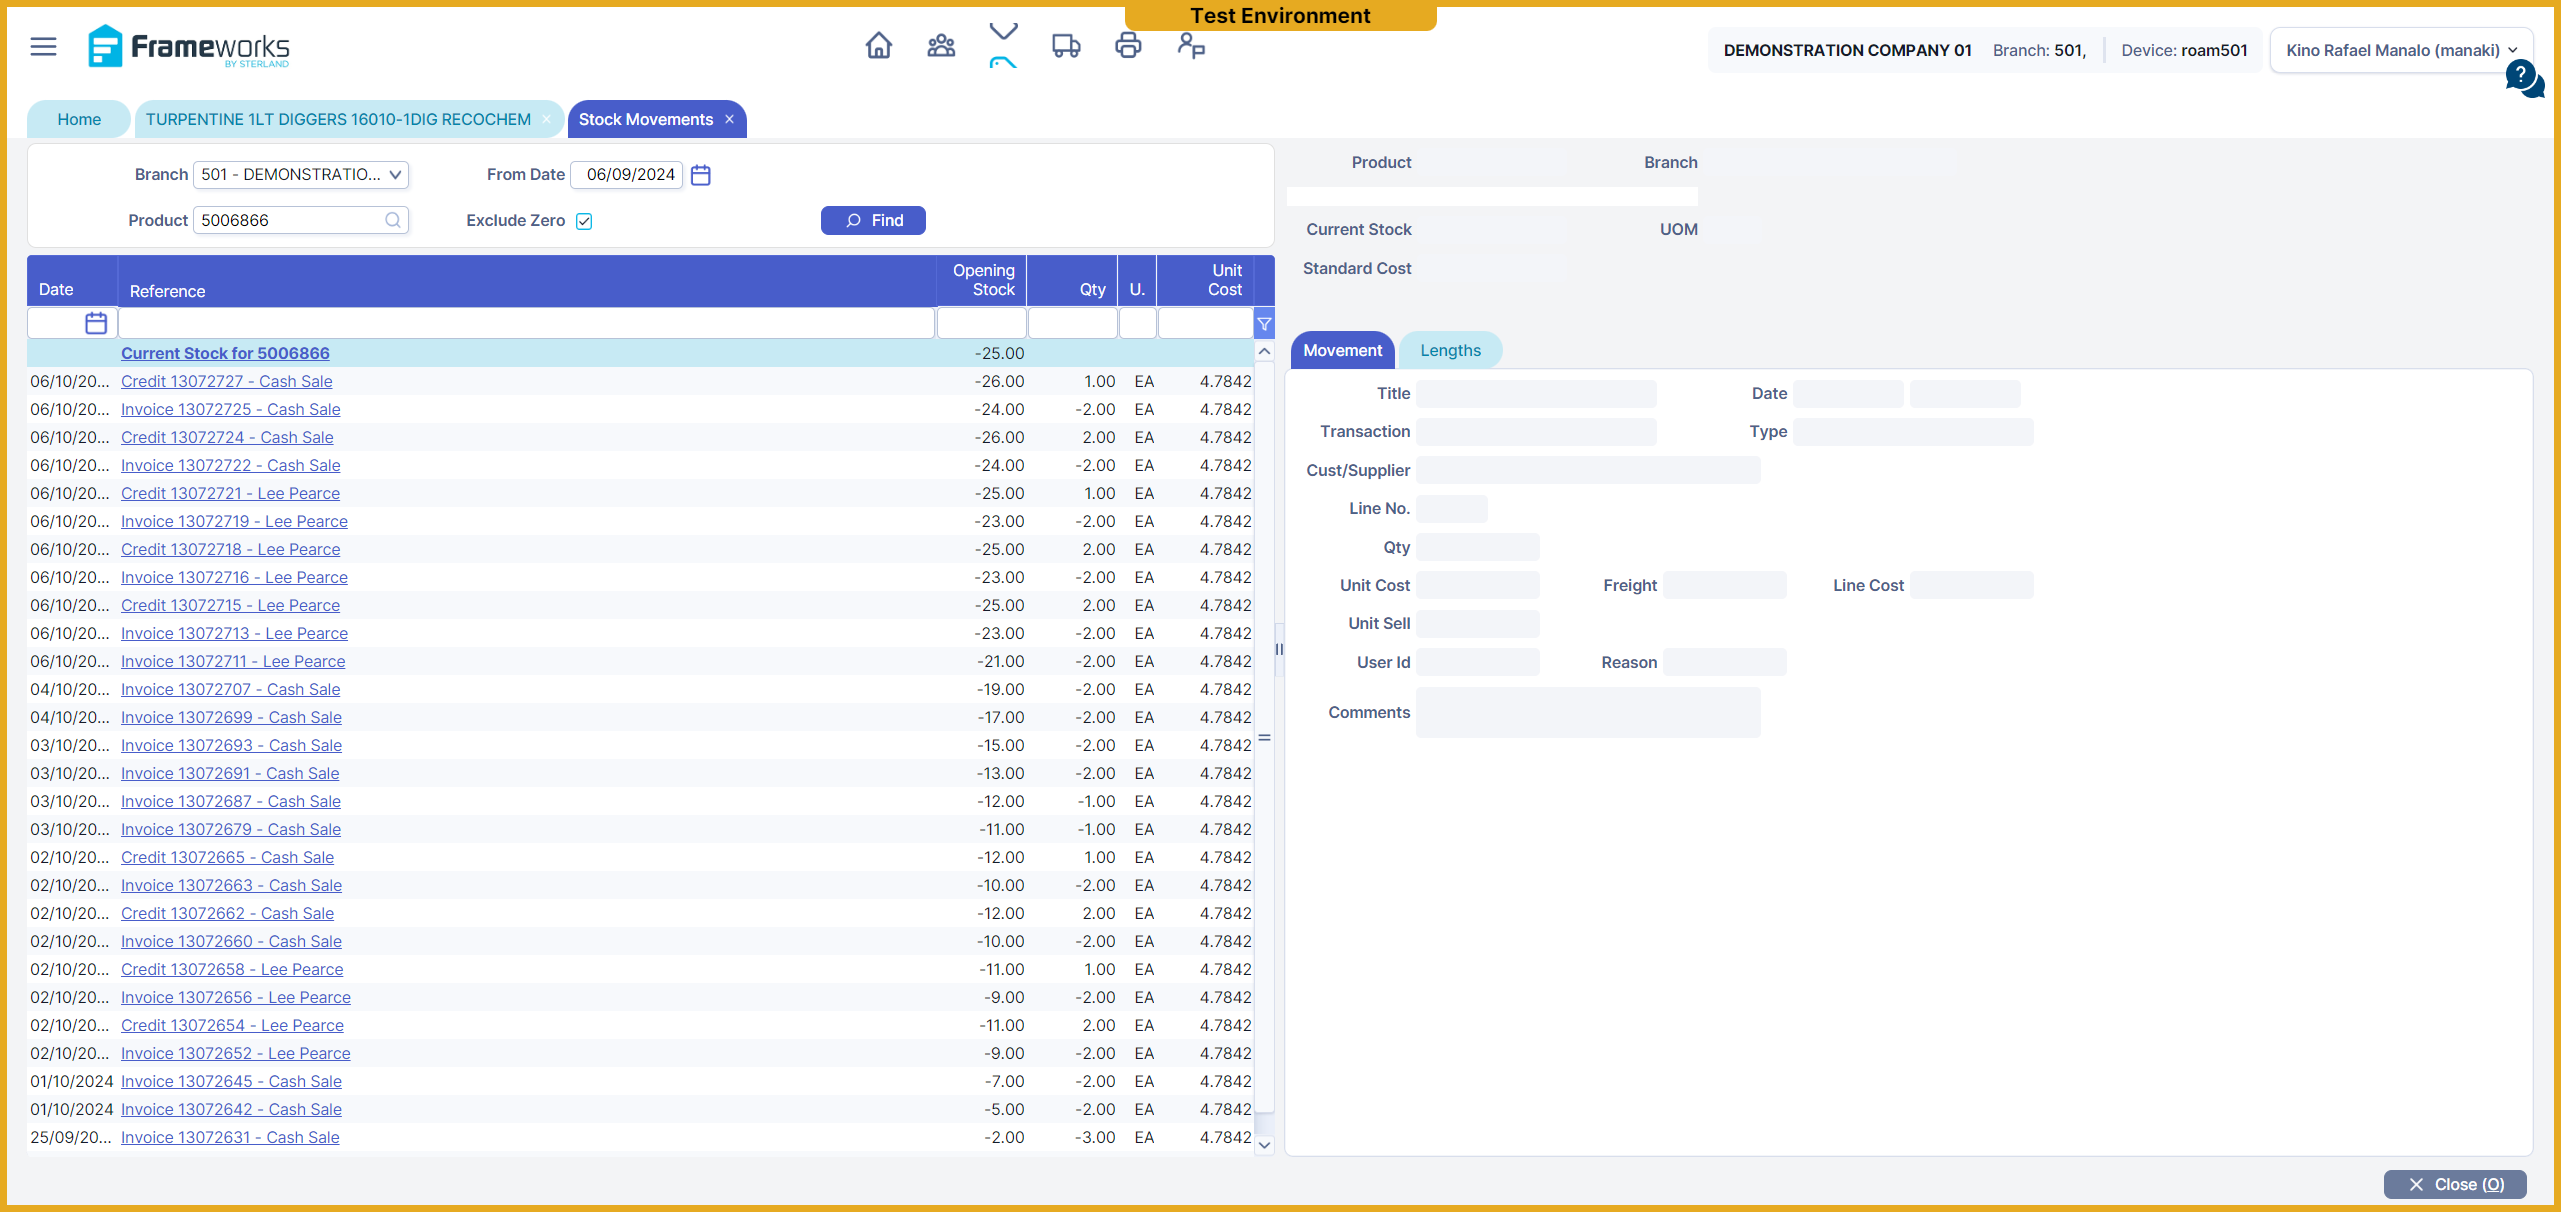 Test Environment
Frameworks
BY STERLAND
DEMONSTRATION COMPANY 01 Branch: 501, Device: roam501
Kino Rafael Manalo (manaki)
?
Home
TURPENTINE 1LT DIGGERS 16010-1DIG RECOCHEM ×
Stock Movements ×
Branch 501 - DEMONSTRATIO... From Date 06/09/2024
Product 5006866 Exclude Zero Find
Date Reference Opening Stock Qty U. Unit Cost
Current Stock for 5006866 -25.00
06/10/20... Credit 13072727 - Cash Sale -26.00 1.00 EA 4.7842
06/10/20... Invoice 13072725 - Cash Sale -24.00 -2.00 EA 4.7842
06/10/20... Credit 13072724 - Cash Sale -26.00 2.00 EA 4.7842
06/10/20... Invoice 13072722 - Cash Sale -24.00 -2.00 EA 4.7842
06/10/20... Credit 13072721 - Lee Pearce -25.00 1.00 EA 4.7842
06/10/20... Invoice 13072719 - Lee Pearce -23.00 -2.00 EA 4.7842
06/10/20... Credit 13072718 - Lee Pearce -25.00 2.00 EA 4.7842
06/10/20... Invoice 13072716 - Lee Pearce -23.00 -2.00 EA 4.7842
06/10/20... Credit 13072715 - Lee Pearce -25.00 2.00 EA 4.7842
06/10/20... Invoice 13072713 - Lee Pearce -23.00 -2.00 EA 4.7842
06/10/20... Invoice 13072711 - Lee Pearce -21.00 -2.00 EA 4.7842
04/10/20... Invoice 13072707 - Cash Sale -19.00 -2.00 EA 4.7842
04/10/20... Invoice 13072699 - Cash Sale -17.00 -2.00 EA 4.7842
03/10/20... Invoice 13072693 - Cash Sale -15.00 -2.00 EA 4.7842
03/10/20... Invoice 13072691 - Cash Sale -13.00 -2.00 EA 4.7842
03/10/20... Invoice 13072687 - Cash Sale -12.00 -1.00 EA 4.7842
03/10/20... Invoice 13072679 - Cash Sale -11.00 -1.00 EA 4.7842
02/10/20... Credit 13072665 - Cash Sale -12.00 1.00 EA 4.7842
02/10/20... Invoice 13072663 - Cash Sale -10.00 -2.00 EA 4.7842
02/10/20... Credit 13072662 - Cash Sale -12.00 2.00 EA 4.7842
02/10/20... Invoice 13072660 - Cash Sale -10.00 -2.00 EA 4.7842
02/10/20... Credit 13072658 - Lee Pearce -11.00 1.00 EA 4.7842
02/10/20... Invoice 13072656 - Lee Pearce -9.00 -2.00 EA 4.7842
02/10/20... Credit 13072654 - Lee Pearce -11.00 2.00 EA 4.7842
02/10/20... Invoice 13072652 - Lee Pearce -9.00 -2.00 EA 4.7842
01/10/2024 Invoice 13072645 - Cash Sale -7.00 -2.00 EA 4.7842
01/10/2024 Invoice 13072642 - Cash Sale -5.00 -2.00 EA 4.7842
25/09/20... Invoice 13072631 - Cash Sale -2.00 -3.00 EA 4.7842
Product Branch
Current Stock UOM
Standard Cost
Movement Lengths
Title Date
Transaction Type
Cust/Supplier
Line No.
Qty
Unit Cost Freight Line Cost
Unit Sell
User Id Reason
Comments
Close (O)